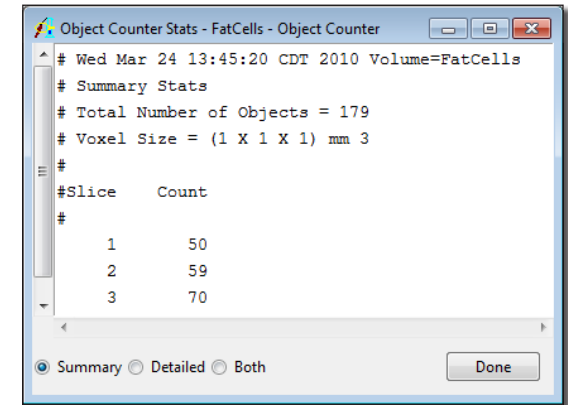 Object Counter Stats - FatCells - Object Counter
# Wed Mar 24 13:45:20 CDT 2010 Volume=FatCells
# Summary Stats
# Total Number of Objects = 179
# Voxel Size = (1 X 1 X 1) mm 3
#
#Slice Count
#
1 50
2 59
3 70
Summary Detailed Both Done